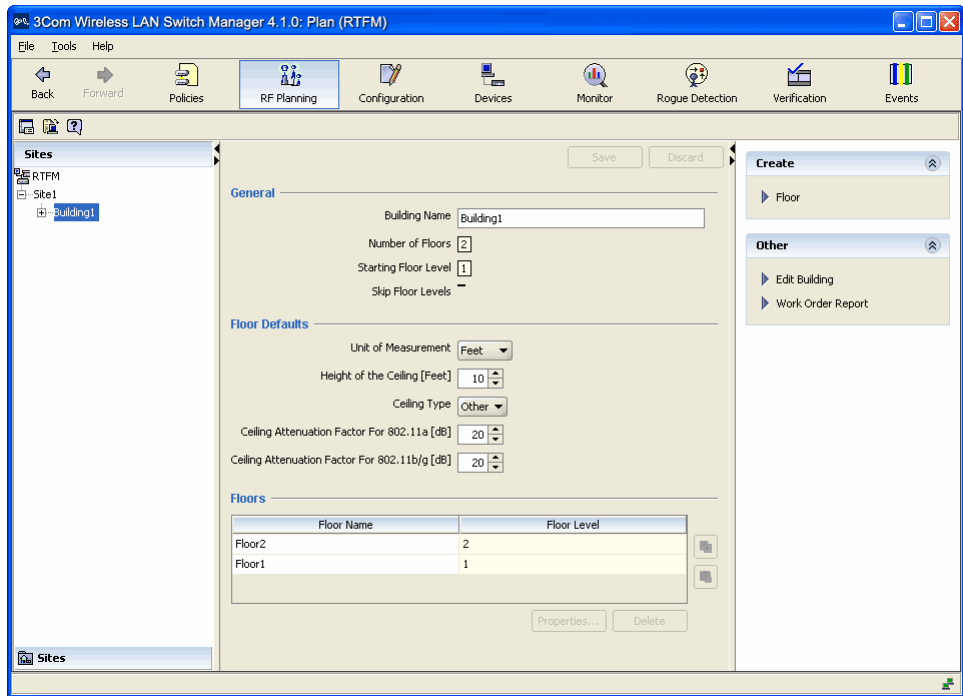 3Com Wireless LAN Switch Manager 4.1.0: Plan (RTFM)
File Tools Help
Back Forward Policies RF Planning Configuration Devices Monitor Rogue Detection Verification Events
Sites
RTFM
Site1
Building1
Sites
Save Discard
General
Building Name Building1
Number of Floors 2
Starting Floor Level 1
Skip Floor Levels
Floor Defaults
Unit of Measurement Feet
Height of the Ceiling [Feet] 10
Ceiling Type Other
Ceiling Attenuation Factor For 802.11a [dB] 20
Ceiling Attenuation Factor For 802.11b/g [dB] 20
Floors
Floor Name Floor Level
Floor2 2
Floor1 1
Properties... Delete
Create
Floor
Other
Edit Building
Work Order Report